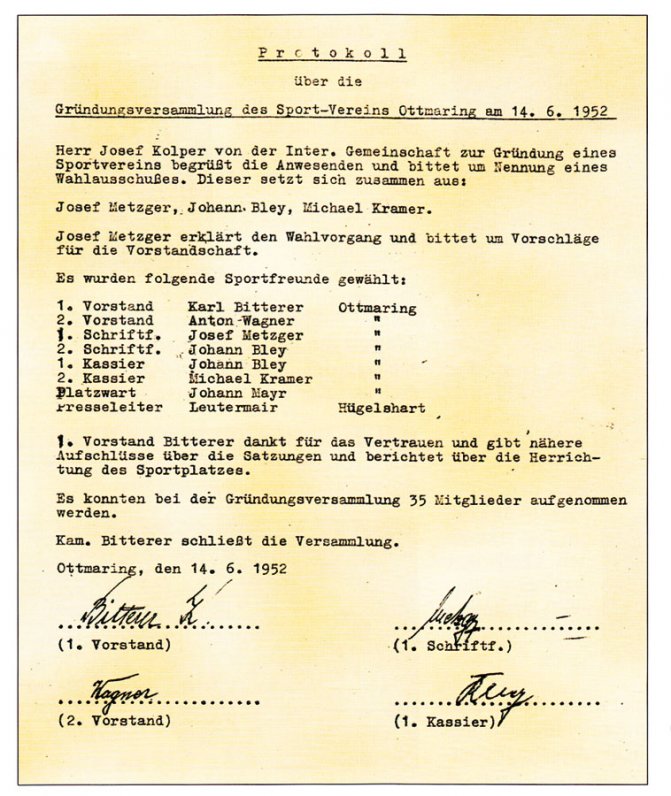 P r o t o k o l l
über die
Gründungsversammlung des Sport-Vereins Ottmaring am 14. 6. 1952
Herr Josef Kolper von der Inter. Gemeinschaft zur Gründung eines
Sportvereins begrüßt die Anwesenden und bittet um Nennung eines
Wahlausschußes. Dieser setzt sich zusammen aus:
Josef Metzger, Johann Bley, Michael Kramer.
Josef Metzger erklärt den Wahlvorgang und bittet um Vorschläge
für die Vorstandschaft.
Es wurden folgende Sportfreunde gewählt:
1. Vorstand Karl Bitterer Ottmaring
2. Vorstand Anton Wagner "
1. Schriftf. Josef Metzger "
2. Schriftf. Johann Bley "
1. Kassier Johann Bley "
2. Kassier Michael Kramer "
Platzwart Johann Mayr "
Presseleiter Leutermair Hügelshart
1. Vorstand Bitterer dankt für das Vertrauen und gibt nähere
Aufschlüsse über die Satzungen und berichtet über die Herrich-
tung des Sportplatzes.
Es konnten bei der Gründungsversammlung 35 Mitglieder aufgenommen
werden.
Kam. Bitterer schließt die Versammlung.
Ottmaring, den 14. 6. 1952
Bitterer K. Metzg
(1. Vorstand) (1. Schriftf.)
Wagner Bley
(2. Vorstand) (1. Kassier)